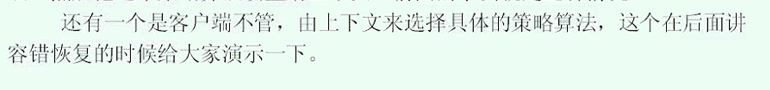 还有一个是客户端不管，由上下文来选择具体的策略算法，这个在后面讲
容错恢复的时候给大家演示一下。